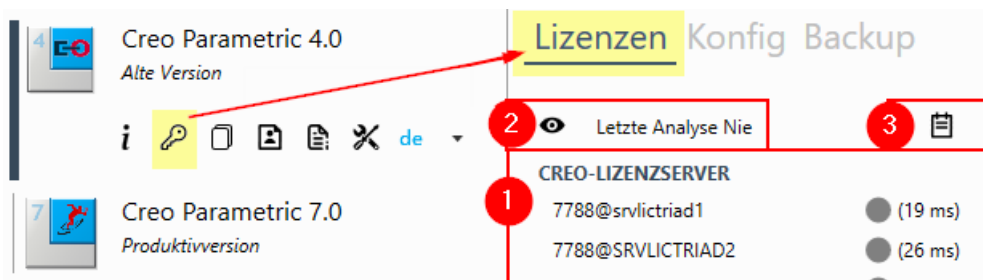 4
Creo Parametric 4.0
Alte Version
i
de
7
Creo Parametric 7.0
Produktivversion
Lizenzen Konfig Backup
2 Letzte Analyse Nie
3
CREO-LIZENZSERVER
1
7788@srvlictriad1 (19 ms)
7788@SRVLICTRIAD2 (26 ms)